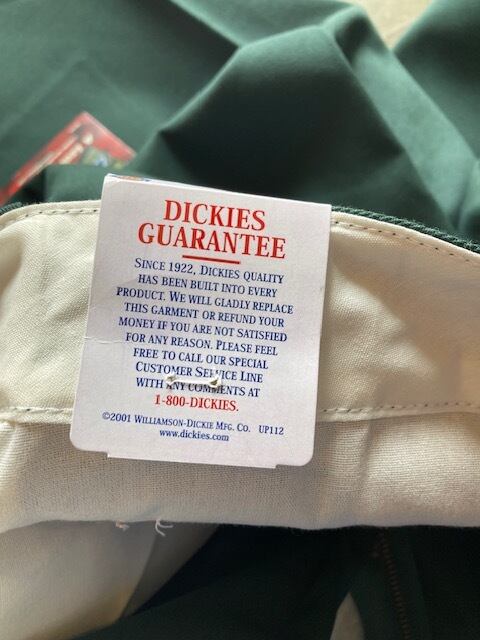 DICKIES
GUARANTEE
SINCE 1922, DICKIES QUALITY
HAS BEEN BUILT INTO EVERY
PRODUCT. WE WILL GLADLY REPLACE
THIS GARMENT OR REFUND YOUR
MONEY IF YOU ARE NOT SATISFIED
FOR ANY REASON. PLEASE FEEL
FREE TO CALL OUR SPECIAL
CUSTOMER SERVICE LINE
WITH ANY COMMENTS AT
1-800-DICKIES.
©2001 WILLIAMSON-DICKIE MFG. CO. UP112
www.dickies.com